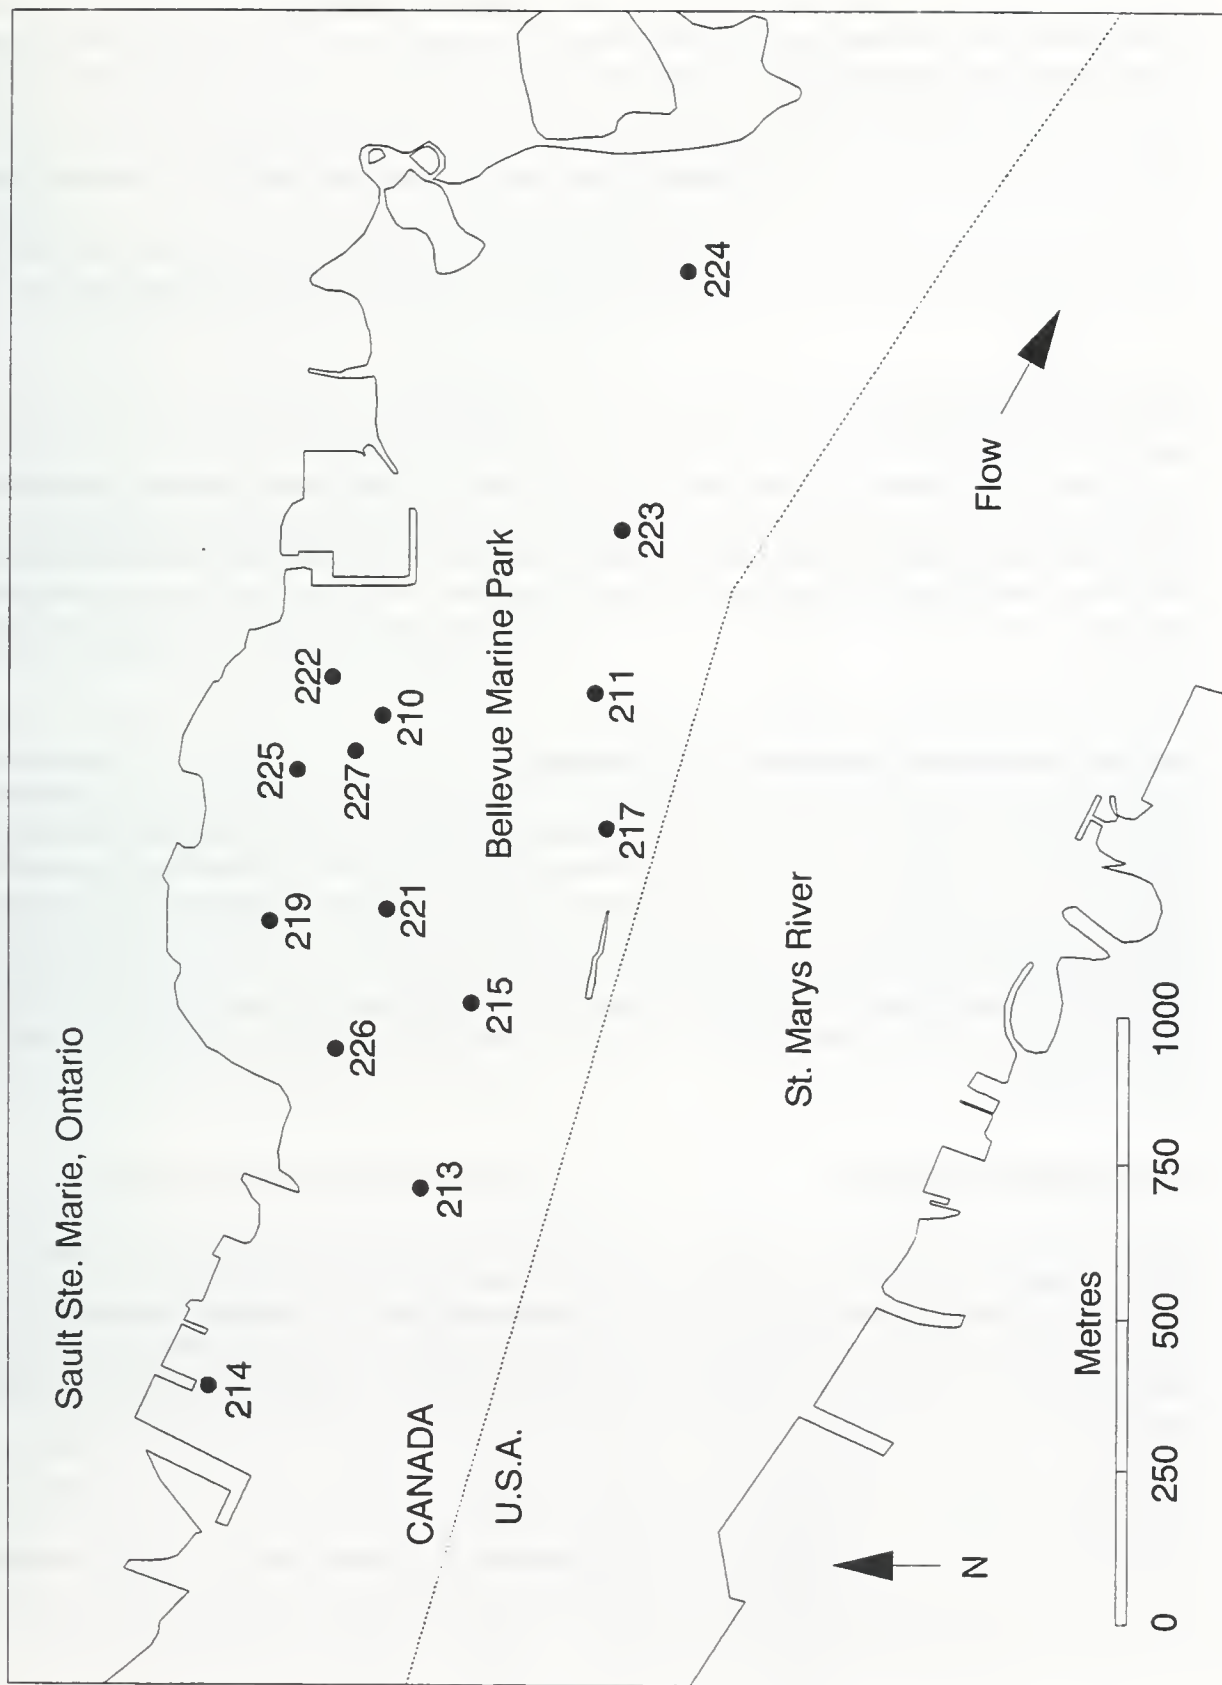 Sault Ste. Marie, Ontario
214
213
226
219
225
222
227
210
221
215
Bellevue Marine Park
217
211
223
224
CANADA
U.S.A.
St. Marys River
Flow
N
Metres
0 250 500 750 1000